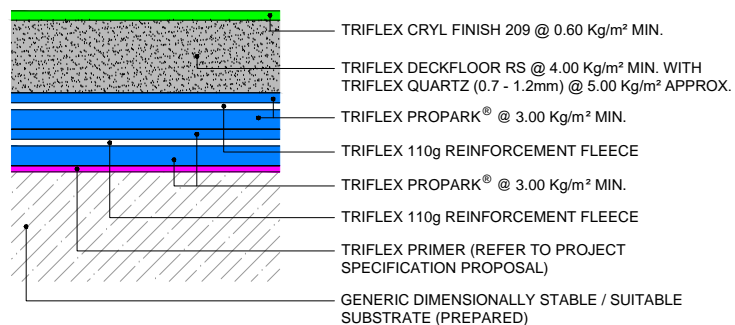 TRIFLEX CRYL FINISH 209 @ 0.60 Kg/m² MIN.
TRIFLEX DECKFLOOR RS @ 4.00 Kg/m² MIN. WITH
TRIFLEX QUARTZ (0.7 - 1.2mm) @ 5.00 Kg/m² APPROX.
TRIFLEX PROPARK® @ 3.00 Kg/m² MIN.
TRIFLEX 110g REINFORCEMENT FLEECE
TRIFLEX PROPARK® @ 3.00 Kg/m² MIN.
TRIFLEX 110g REINFORCEMENT FLEECE
TRIFLEX PRIMER (REFER TO PROJECT
SPECIFICATION PROPOSAL)
GENERIC DIMENSIONALLY STABLE / SUITABLE
SUBSTRATE (PREPARED)